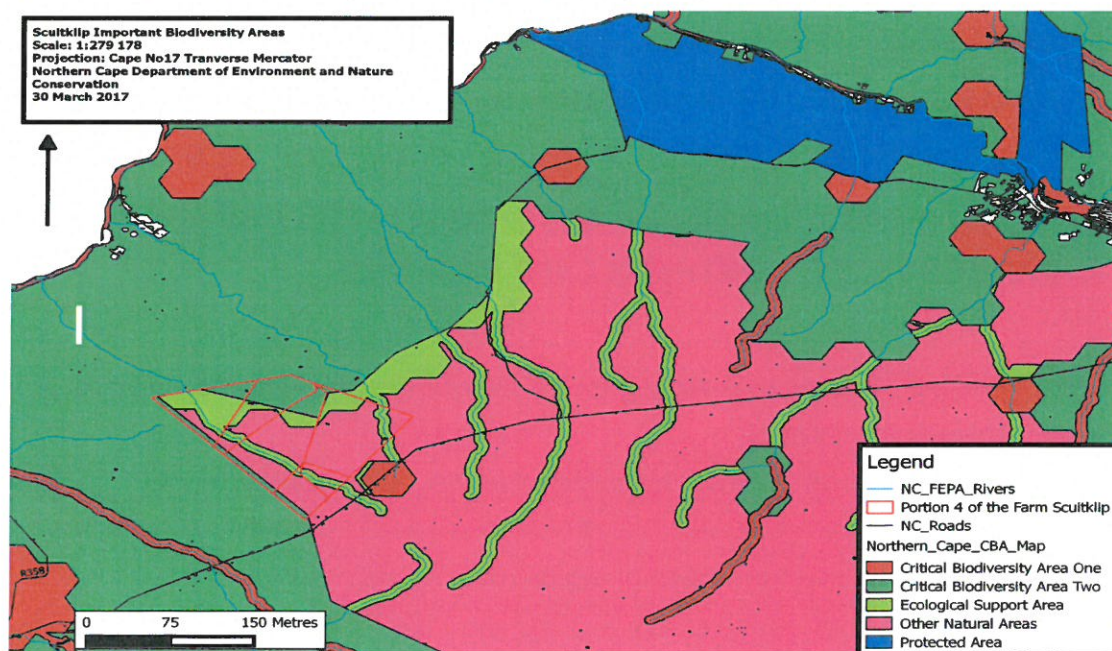 Scuitklip Important Biodiversity Areas
Scale: 1:279 178
Projection: Cape No17 Tranverse Mercator
Northern Cape Department of Environment and Nature
Conservation
30 March 2017
R359
0 75 150 Metres
Legend
NC_FEPA_Rivers
Portion 4 of the Farm Scuitklip
NC_Roads
Northern_Cape_CBA_Map
Critical Biodiversity Area One
Critical Biodiversity Area Two
Ecological Support Area
Other Natural Areas
Protected Area